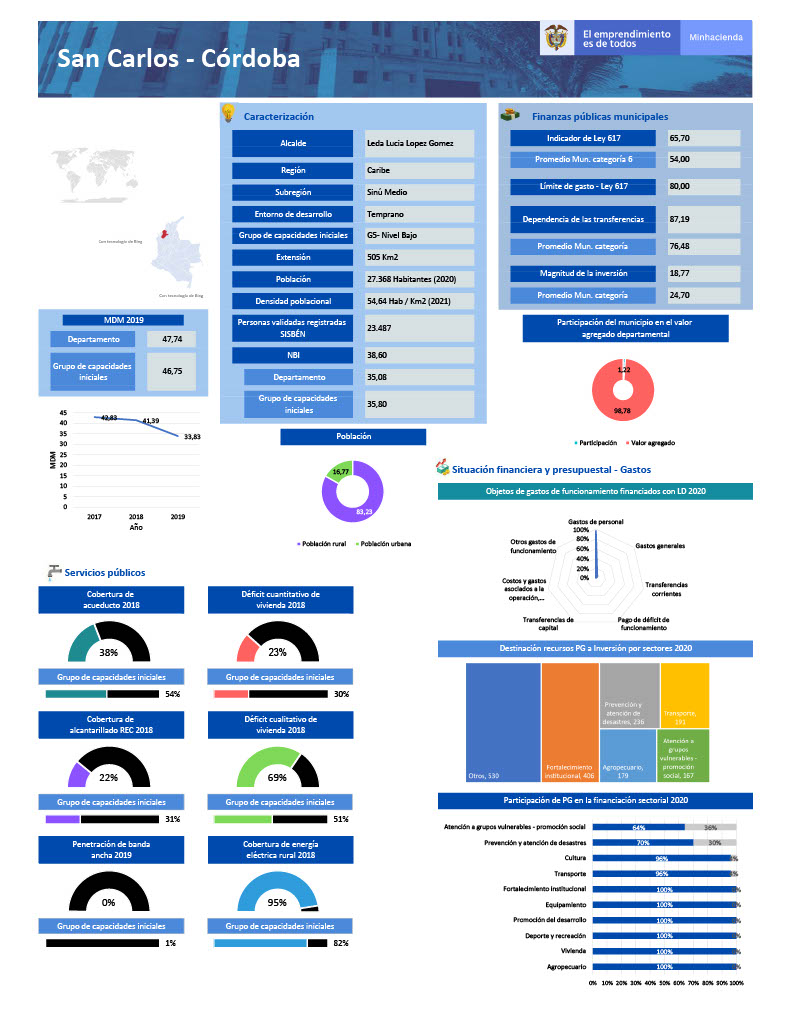 San Carlos - Córdoba
El emprendimiento
es de todos
Minhacienda
Con tecnología de Bing
Con tecnología de Bing
MDM 2019
Departamento 47,74
Grupo de capacidades
iniciales
46,75
MDM
45
40
35
30
25
20
15
10
5
0
42,83
41,39
33,83
2017 2018 2019
Año
Caracterización
Alcalde Leda Lucia Lopez Gomez
Región Caribe
Subregión Sinú Medio
Entorno de desarrollo Temprano
Grupo de capacidades iniciales G5- Nivel Bajo
Extensión 505 Km2
Población 27.368 Habitantes (2020)
Densidad poblacional 54,64 Hab / Km2 (2021)
Personas validadas registradas
SISBÉN
23.487
NBI 38,60
Departamento 35,08
Grupo de capacidades
iniciales
35,80
Población
16,77
83,23
Población rural Población urbana
Finanzas públicas municipales
Indicador de Ley 617 65,70
Promedio Mun. categoría 6 54,00
Límite de gasto - Ley 617 80,00
Dependencia de las transferencias 87,19
Promedio Mun. categoría 76,48
Magnitud de la inversión 18,77
Promedio Mun. categoría 24,70
Participación del municipio en el valor
agregado departamental
1,22
98,78
Participación Valor agregado
Servicios públicos
Cobertura de
acueducto 2018
38%
Grupo de capacidades iniciales
54%
Déficit cuantitativo de
vivienda 2018
23%
Grupo de capacidades iniciales
30%
Cobertura de
alcantarillado REC 2018
22%
Grupo de capacidades iniciales
31%
Déficit cualitativo de
vivienda 2018
69%
Grupo de capacidades iniciales
51%
Penetración de banda
ancha 2019
0%
Grupo de capacidades iniciales
1%
Cobertura de energía
eléctrica rural 2018
95%
Grupo de capacidades iniciales
82%
Situación financiera y presupuestal - Gastos
Objetos de gastos de funcionamiento financiados con LD 2020
Gastos de personal
100%
80%
60%
40%
20%
0%
Gastos generales
Transferencias
corrientes
Pago de déficit de
funcionamiento
Transferencias de
capital
Costos y gastos
asociados a la
operación,...
Otros gastos de
funcionamiento
Destinación recursos PG a Inversión por sectores 2020
Otros, 530
Fortalecimiento
institucional, 406
Prevención y
atención de
desastres, 236
Transporte,
191
Agropecuario,
179
Atención a
grupos
vulnerables -
promoción
social, 167
Participación de PG en la financiación sectorial 2020
Atención a grupos vulnerables - promoción social 64% 36%
Prevención y atención de desastres 70% 30%
Cultura 96%
Transporte 96%
Fortalecimiento institucional 100%
Equipamiento 100%
Promoción del desarrollo 100%
Deporte y recreación 100%
Vivienda 100%
Agropecuario 100%
0% 10% 20% 30% 40% 50% 60% 70% 80% 90% 100%